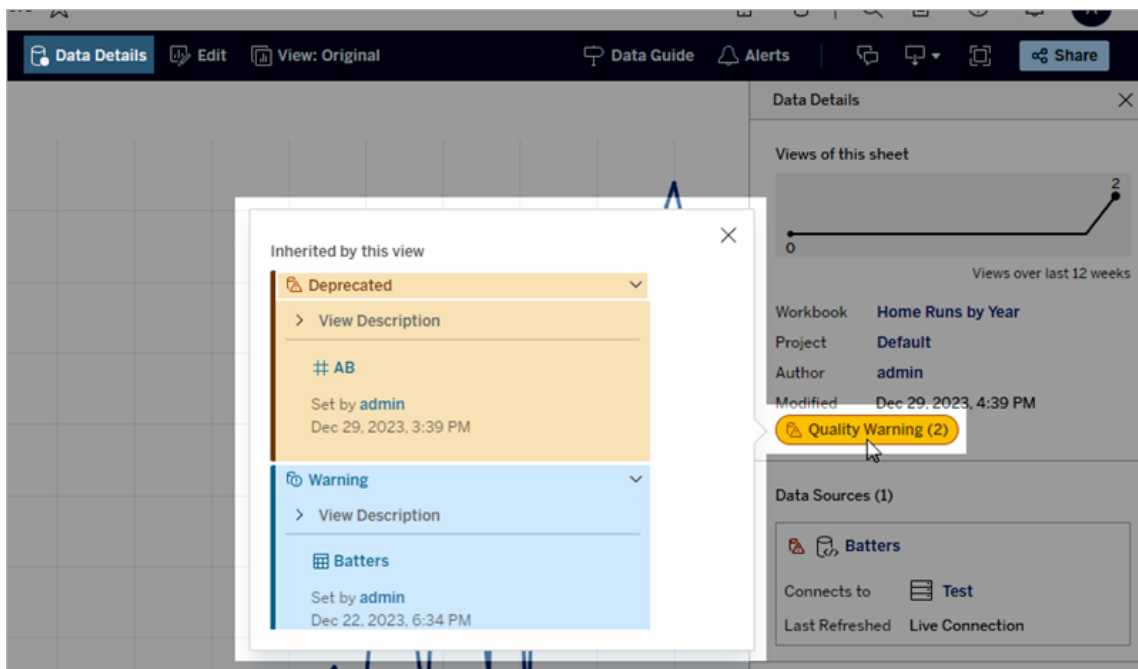 Data Details
Edit
View: Original
Data Guide
Alerts
Share
Data Details
Views of this sheet
2
0
Views over last 12 weeks
Workbook Home Runs by Year
Project Default
Author admin
Modified Dec 29, 2023, 4:39 PM
Quality Warning (2)
Data Sources (1)
Batters
Connects to Test
Last Refreshed Live Connection
Inherited by this view
Deprecated
View Description
AB
Set by admin
Dec 29, 2023, 3:39 PM
Warning
View Description
Batters
Set by admin
Dec 22, 2023, 6:34 PM